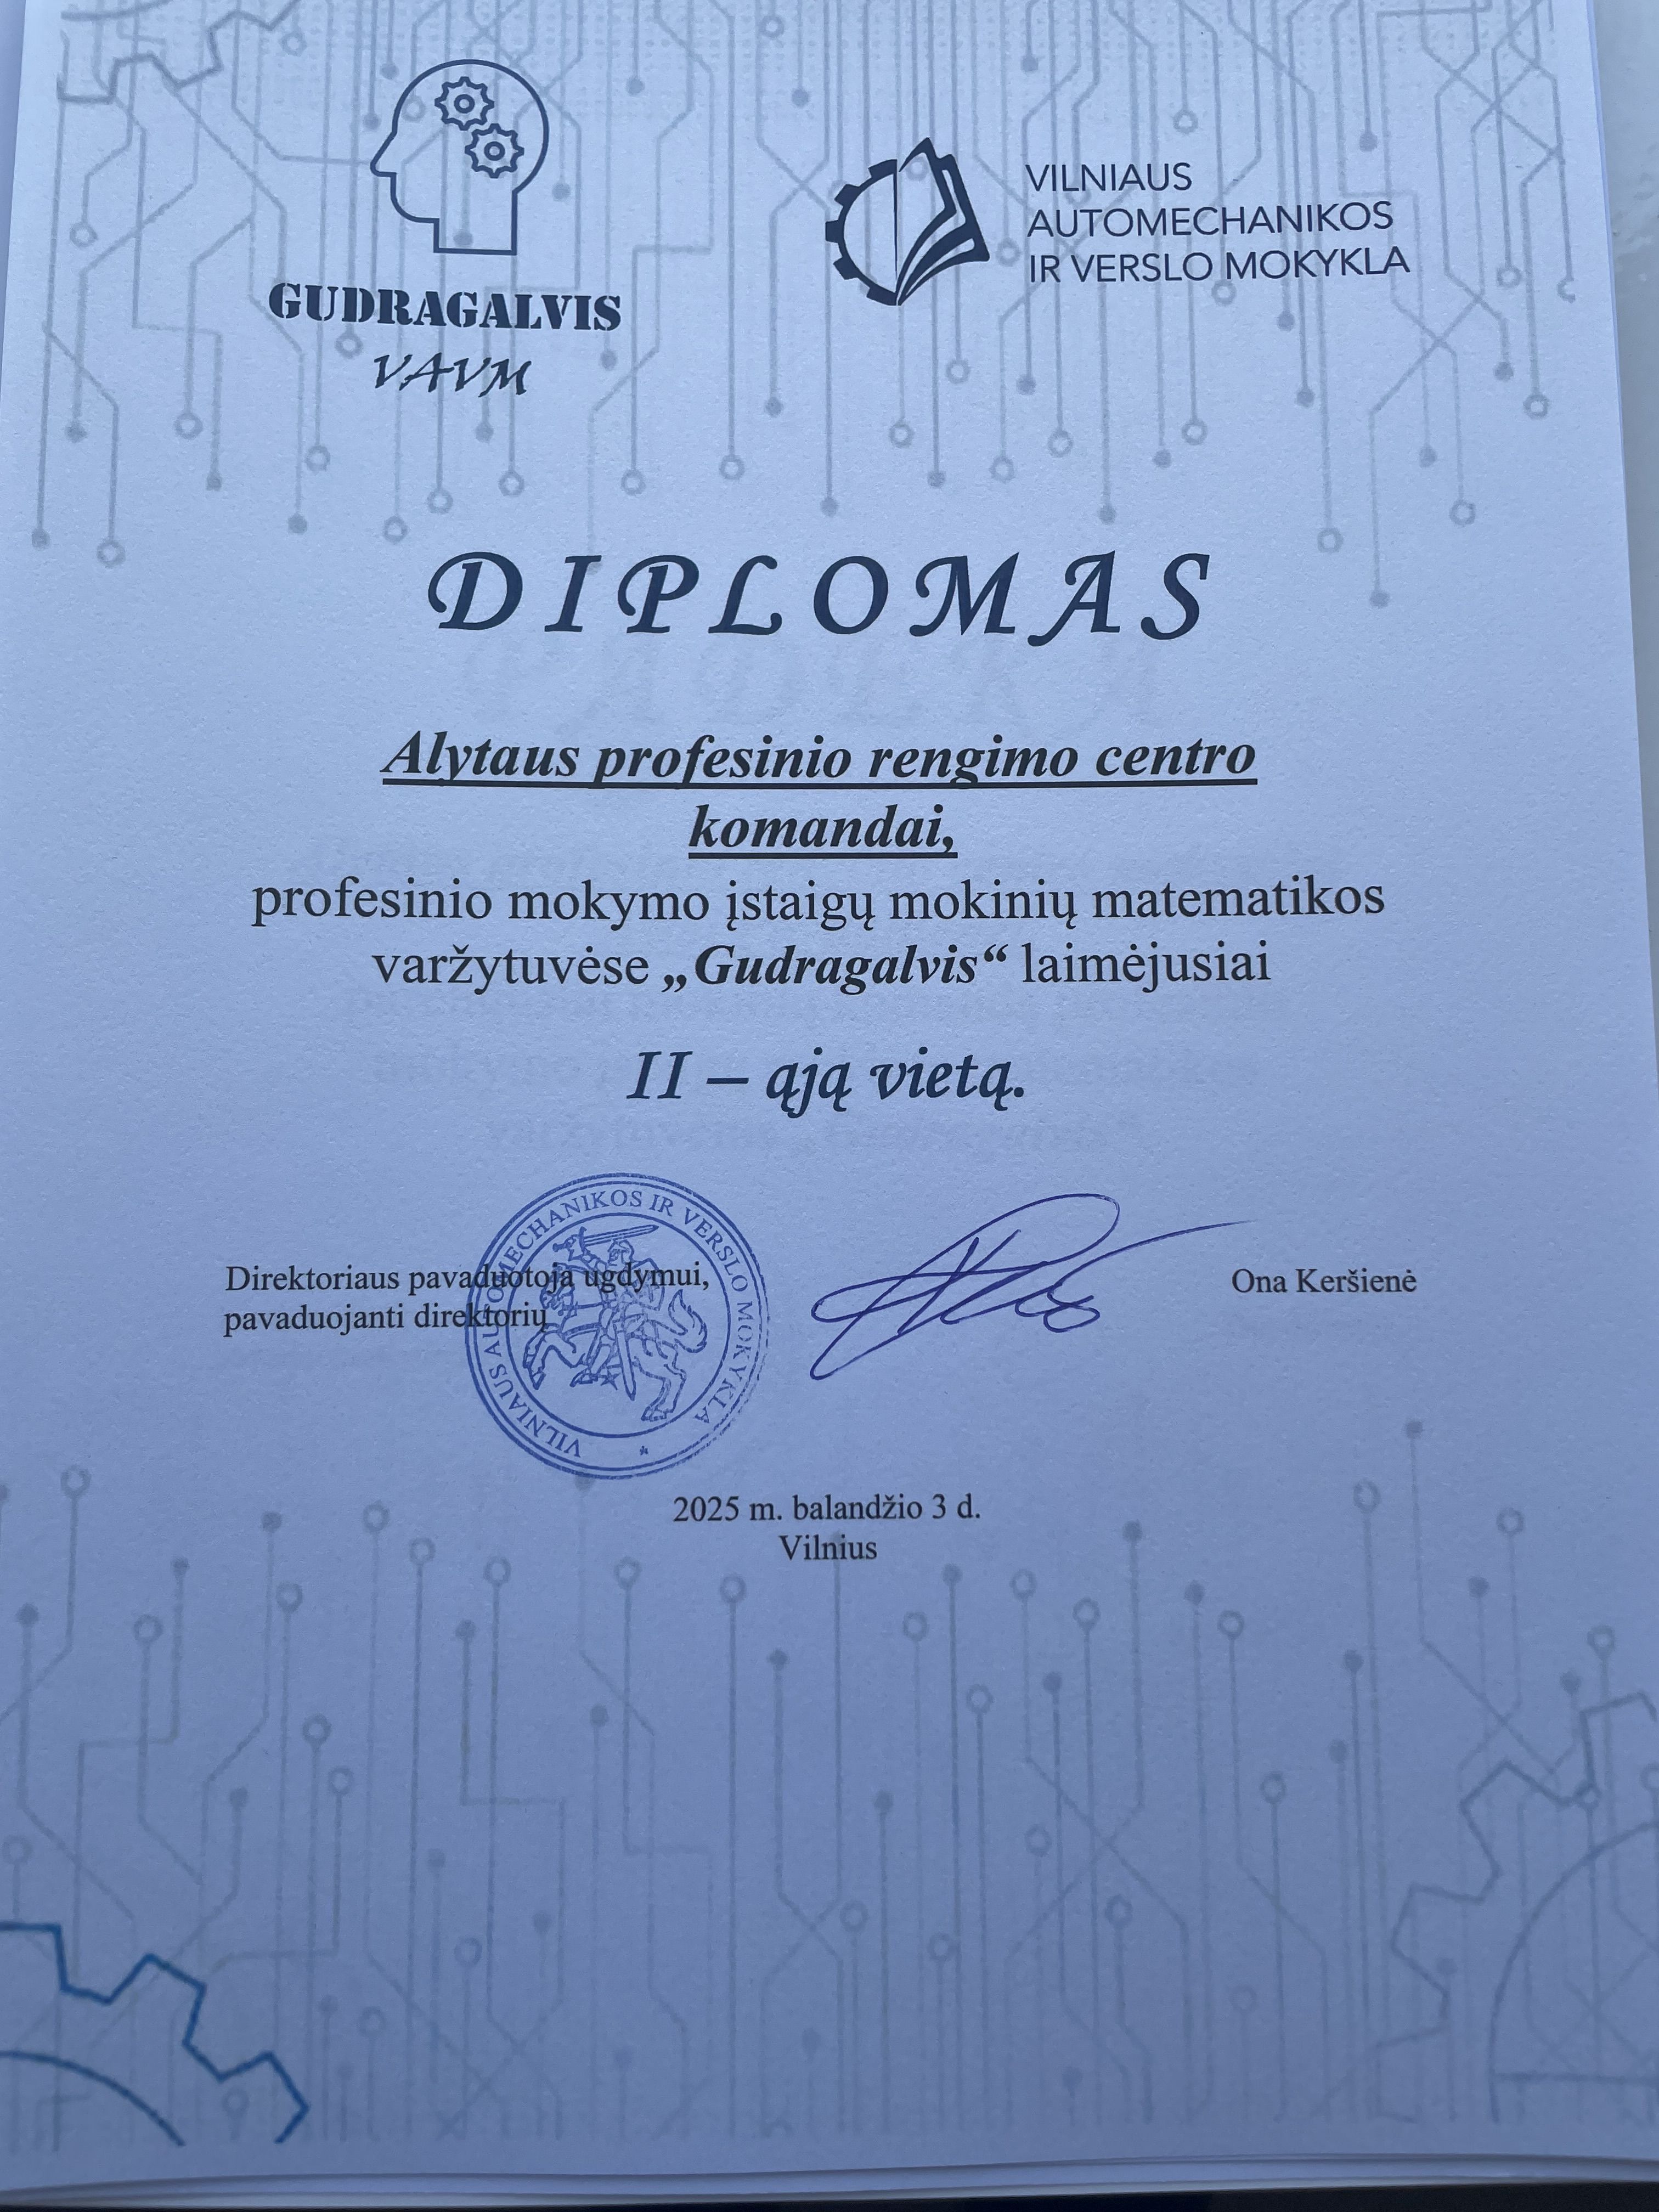 GUDRAGALVIS
VAVM
VILNIAUS
AUTOMECHANIKOS
IR VERSLO MOKYKLA
DIPLOMAS
Alytaus profesinio rengimo centro
komandai,
profesinio mokymo įstaigų mokinių matematikos
varžytuvėse „Gudragalvis“ laimėjusiai
II – ąją vietą.
Direktoriaus pavaduotoja ugdymui,
pavaduojanti direktorių
VILNIAUS AUTOMECHANIKOS IR VERSLO MOKYKLA *
Ona Keršienė
2025 m. balandžio 3 d.
Vilnius